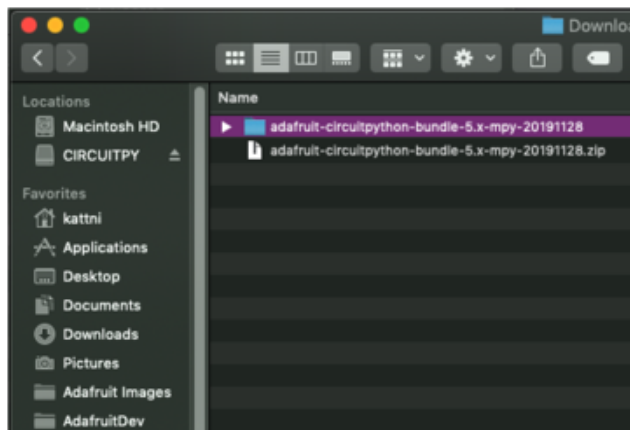 Downloa
Locations
Macintosh HD
CIRCUITPY
Favorites
kattni
Applications
Desktop
Documents
Downloads
Pictures
Adafruit Images
AdafruitDev
Name
adafruit-circuitpython-bundle-5.x-mpy-20191128
adafruit-circuitpython-bundle-5.x-mpy-20191128.zip